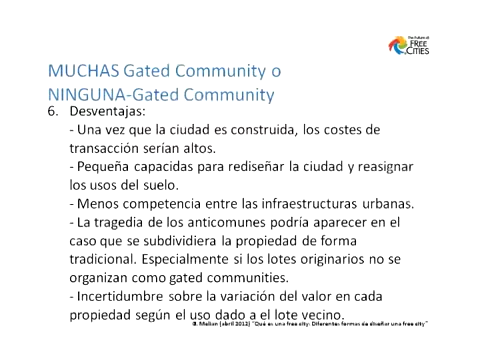 The Future of
FREE
CITIES
MUCHAS Gated Community o
NINGUNA-Gated Community
6. Desventajas:
- Una vez que la ciudad es construida, los costes de
transacción serían altos.
- Pequeña capacidas para rediseñar la ciudad y reasignar
los usos del suelo.
- Menos competencia entre las infraestructuras urbanas.
- La tragedia de los anticomunes podría aparecer en el
caso que se subdividiera la propiedad de forma
tradicional. Especialmente si los lotes originarios no se
organizan como gated communities.
- Incertidumbre sobre la variación del valor en cada
propiedad según el uso dado a el lote vecino.
(abril 2012) "Qué es una free city: Diferentes formas de diseñar una free city"